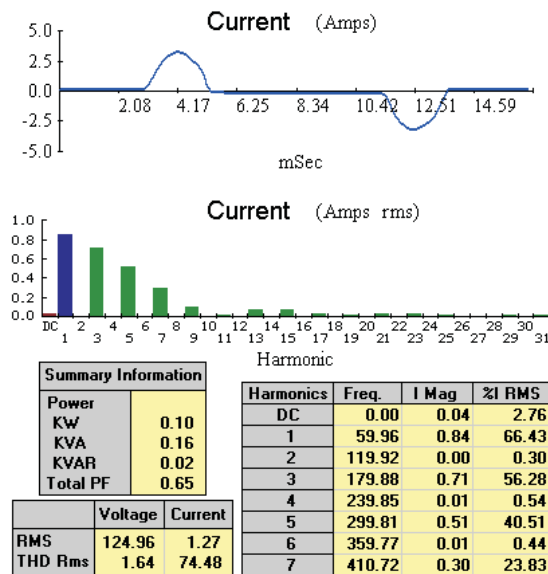 Current (Amps)
5.0
2.5
0.0
-2.5
-5.0
2.08 4.17 6.25 8.34 10.42 12.51 14.59
mSec
Current (Amps rms)
1.0
0.8
0.6
0.4
0.2
0.0
DC 2 4 6 8 10 12 14 16 18 20 22 24 26 28 30
1 3 5 7 9 11 13 15 17 19 21 23 25 27 29 31
Harmonic
Summary Information
Power
KW 0.10
KVA 0.16
KVAR 0.02
Total PF 0.65
Voltage Current
RMS 124.96 1.27
THD Rms 1.64 74.48
Harmonics Freq. I Mag %I RMS
DC 0.00 0.04 2.76
1 59.96 0.84 66.43
2 119.92 0.00 0.30
3 179.88 0.71 56.28
4 239.85 0.01 0.54
5 299.81 0.51 40.51
6 359.77 0.01 0.44
7 410.72 0.30 23.83